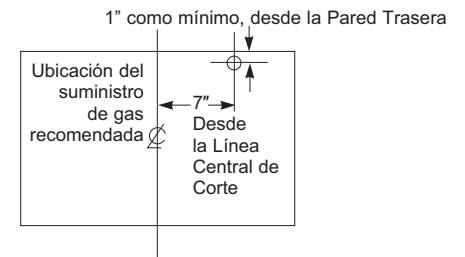 1” como mínimo, desde la Pared Trasera
Ubicación del
suministro
de gas
recomendada
7″
Desde
la Línea
Central de
Corte